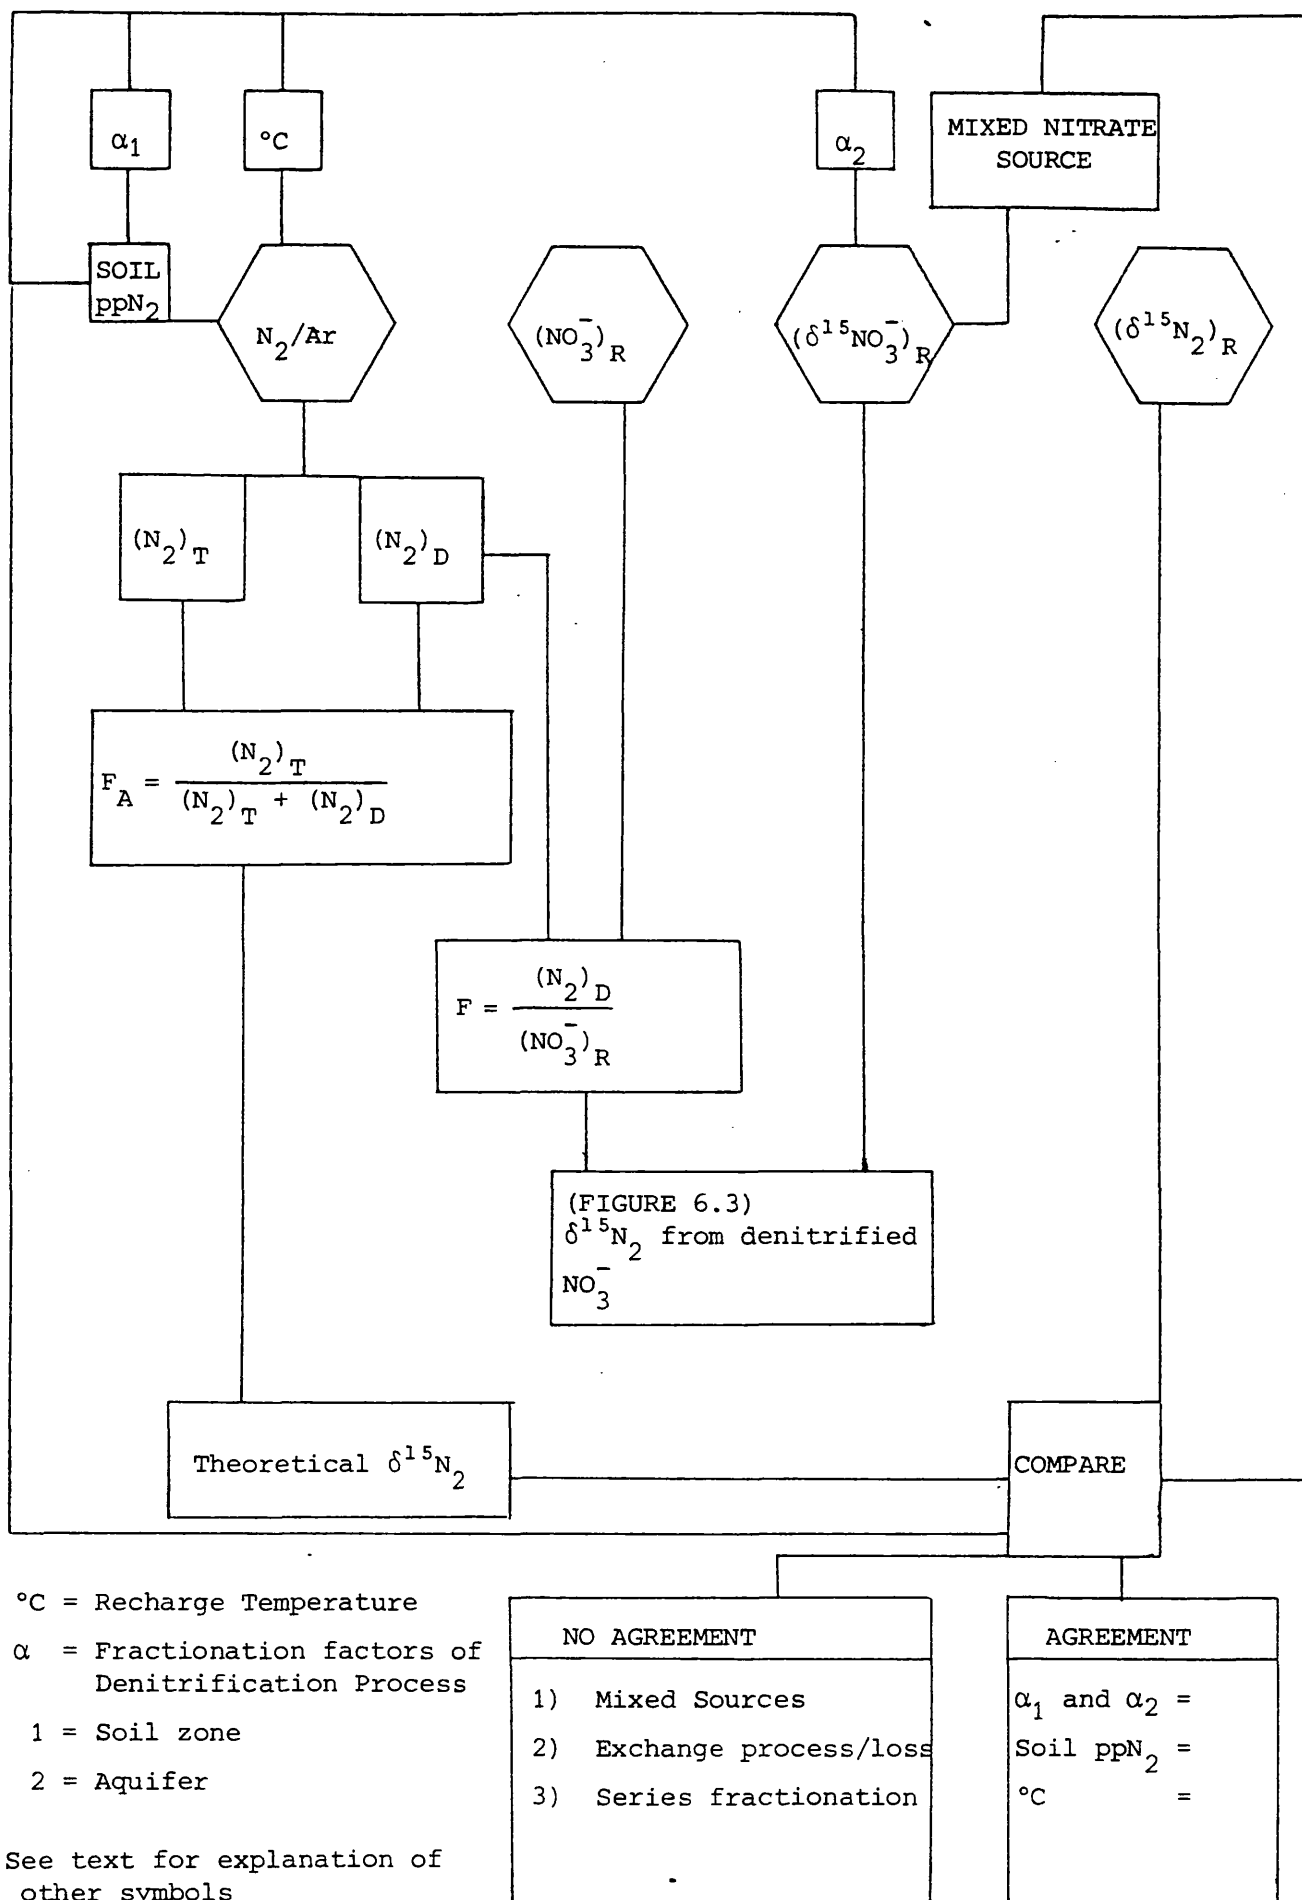 α1
°C
α2
MIXED NITRATE
SOURCE
SOIL
ppN2
N2/Ar
(NO3⁻)R
(δ¹⁵NO3⁻)R
(δ¹⁵N2)R
(N2)T
(N2)D
FA = (N2)T / (N2)T + (N2)D
F = (N2)D / (NO3⁻)R
(FIGURE 6.3)
δ¹⁵N2 from denitrified
NO3⁻
Theoretical δ¹⁵N2
COMPARE
°C = Recharge Temperature
α = Fractionation factors of
Denitrification Process
1 = Soil zone
2 = Aquifer
See text for explanation of
other symbols
NO AGREEMENT
1) Mixed Sources
2) Exchange process/loss
3) Series fractionation
AGREEMENT
α1 and α2 =
Soil ppN2 =
°C =